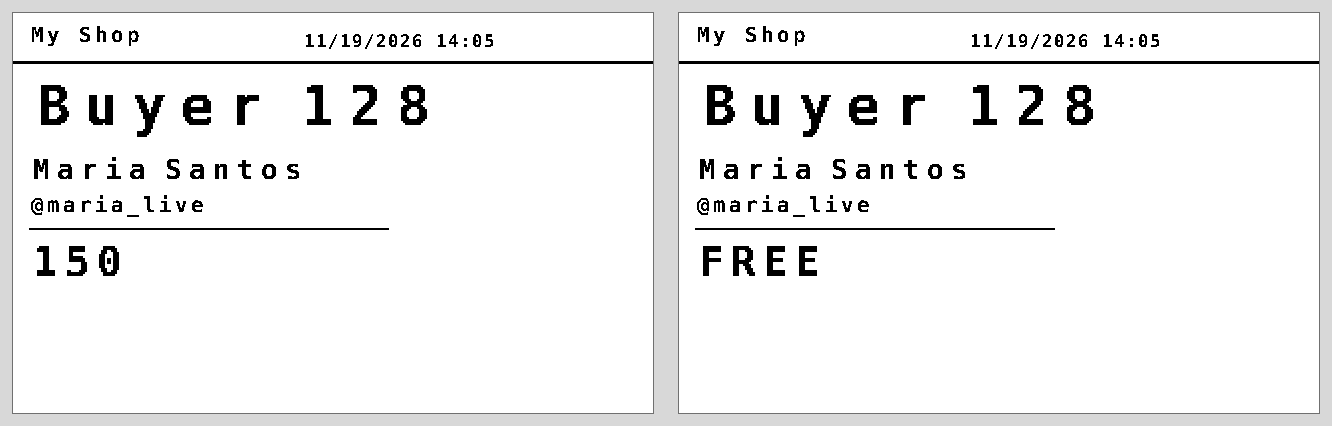 My Shop
11/19/2026 14:05
Buyer 128
Maria Santos
@maria_live
150
My Shop
11/19/2026 14:05
Buyer 128
Maria Santos
@maria_live
FREE